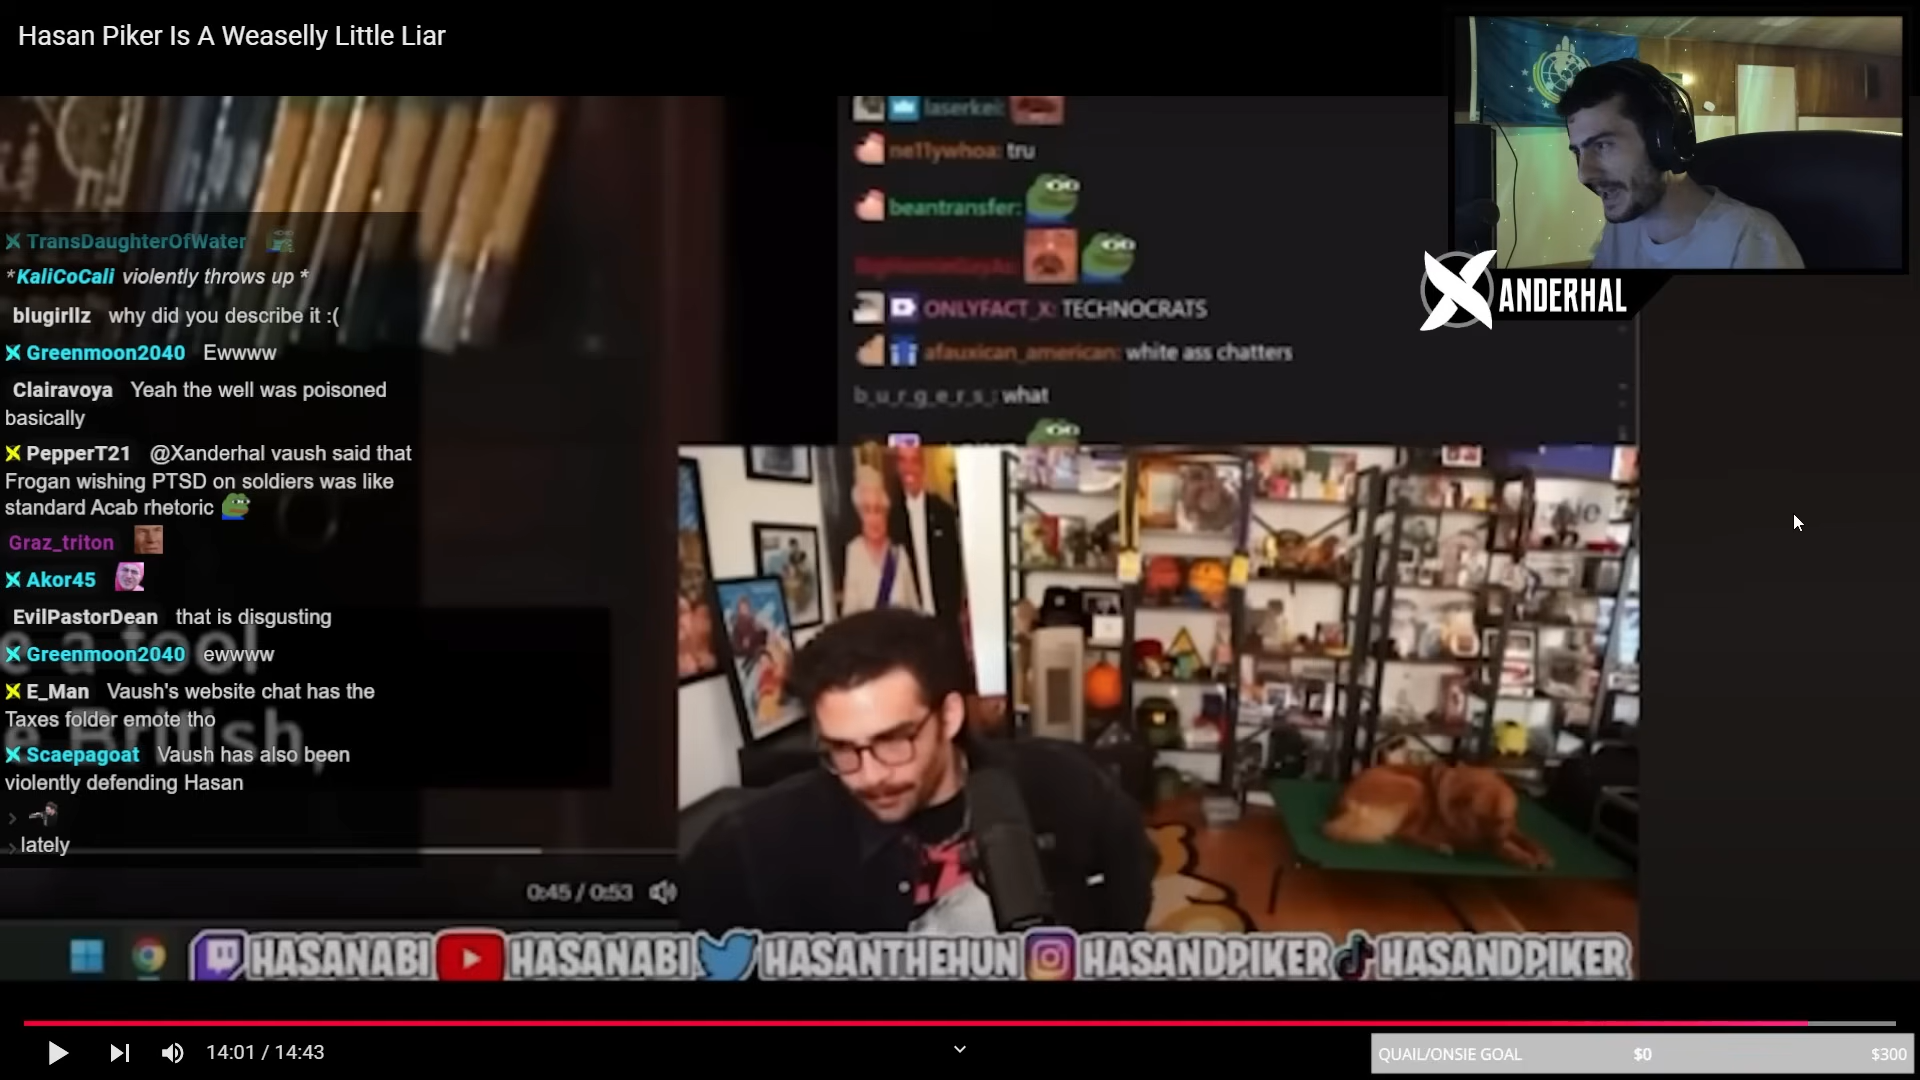 Hasan Piker Is A Weaselly Little Liar
laserkei:
ne11ywhoa: tru
beantransfer:
ONLYFACT_X: TECHNOCRATS
afauxican_american: white ass chatters
b_u_r_g_e_r_s_: what
ANDERHAL
TransDaughterOfWater
*KaliCoCali violently throws up *
blugirllz why did you describe it :(
Greenmoon2040 Ewwww
Clairavoya Yeah the well was poisoned
basically
PepperT21 @Xanderhal vaush said that
Frogan wishing PTSD on soldiers was like
standard Acab rhetoric
Graz_triton
Akor45
EvilPastorDean that is disgusting
e a tool
Greenmoon2040 ewwww
E_Man Vaush's website chat has the
Taxes folder emote tho
e British,
Scaepagoat Vaush has also been
violently defending Hasan
lately
0:45 / 0:53
HASANABI HASANABI HASANTHEHUN HASANDPIKER HASANDPIKER
14:01 / 14:43
QUAIL/ONSIE GOAL $0 $300